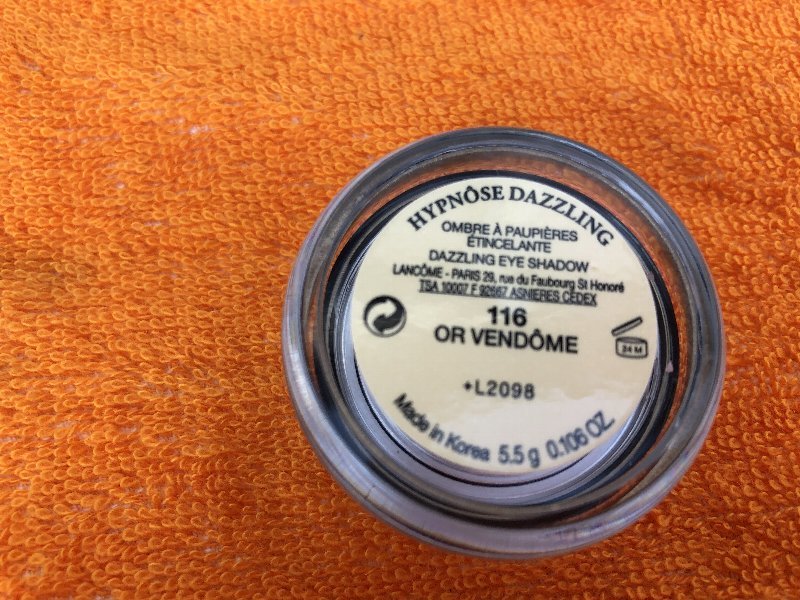 HYPNÔSE DAZZLING
OMBRE À PAUPIÈRES
ÉTINCELANTE
DAZZLING EYE SHADOW
LANCÔME - PARIS 29, rue du Faubourg St Honoré
TSA 10007 F 92667 ASNIERES CEDEX
116
OR VENDÔME
24 M
+L2098
Made in Korea 5.5 g 0.106 OZ.